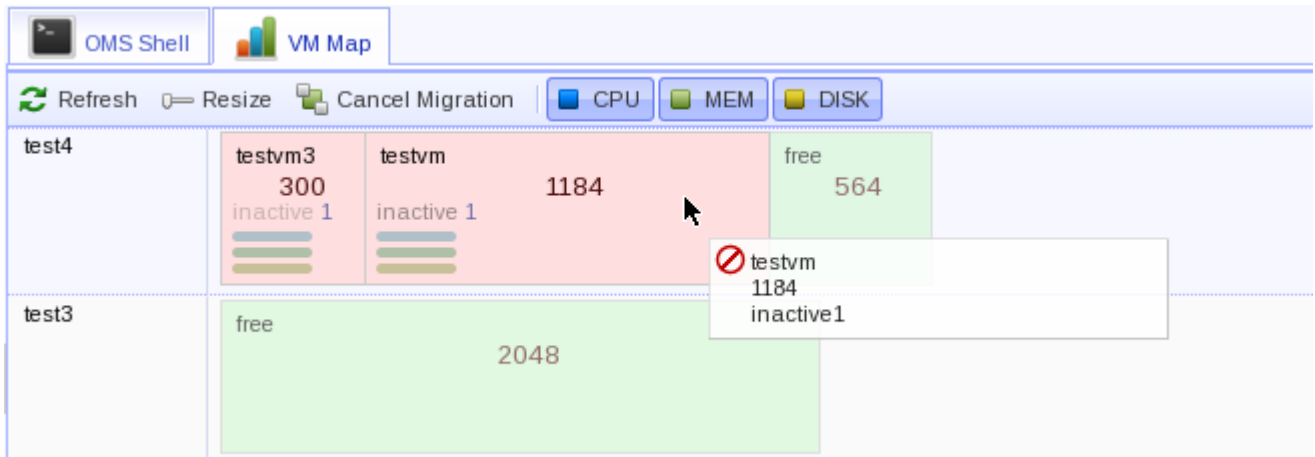 OMS Shell VM Map
Refresh Resize Cancel Migration CPU MEM DISK
test4
testvm3 testvm free
300 1184 564
inactive 1 inactive 1
testvm
1184
inactive1
test3
free
2048